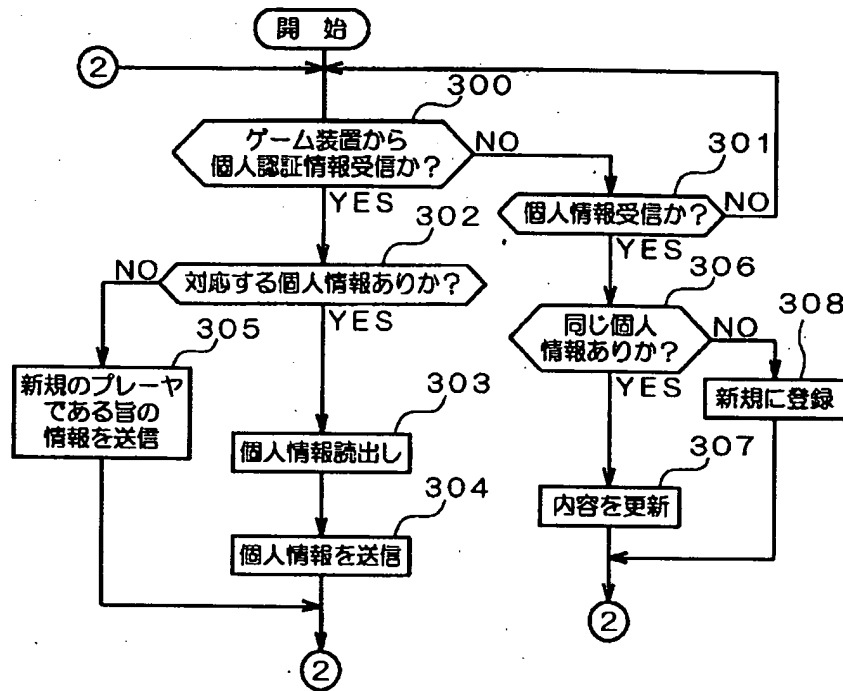 開 始
②
300
ゲーム装置から
個人認証情報受信か？
NO
YES
301
個人情報受信か？
NO
YES
302
対応する個人情報ありか？
NO
YES
306
同じ個人
情報ありか？
NO
YES
308
新規に登録
305
新規のプレーヤ
である旨の
情報を送信
303
個人情報読出し
307
内容を更新
304
個人情報を送信
②
②